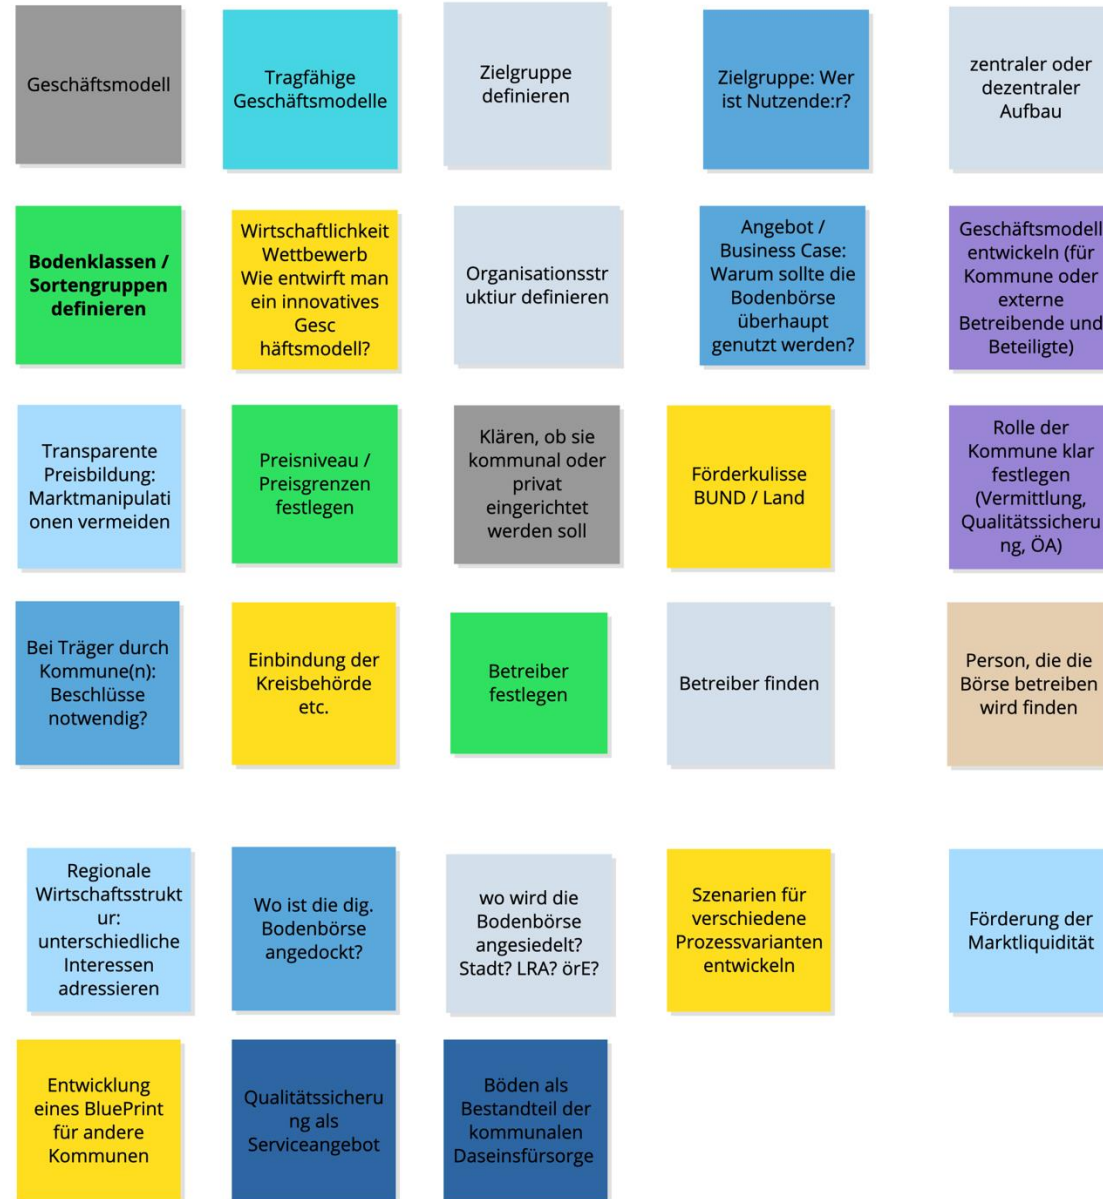 Geschäftsmodell
Tragfähige
Geschäftsmodelle
Zielgruppe
definieren
Zielgruppe: Wer
ist Nutzende:r?
zentraler oder
dezentraler
Aufbau
Bodenklassen /
Sortengruppen
definieren
Wirtschaftlichkeit
Wettbewerb
Wie entwirft man
ein innovatives
Gesc
häftsmodell?
Organisationsstr
uktiur definieren
Angebot /
Business Case:
Warum sollte die
Bodenbörse
überhaupt
genutzt werden?
Geschäftsmodell
entwickeln (für
Kommune oder
externe
Betreibende und
Beteiligte)
Transparente
Preisbildung:
Marktmanipulati
onen vermeiden
Preisniveau /
Preisgrenzen
festlegen
Klären, ob sie
kommunal oder
privat
eingerichtet
werden soll
Förderkulisse
BUND / Land
Rolle der
Kommune klar
festlegen
(Vermittlung,
Qualitätssicheru
ng, ÖA)
Bei Träger durch
Kommune(n):
Beschlüsse
notwendig?
Einbindung der
Kreisbehörde
etc.
Betreiber
festlegen
Betreiber finden
Person, die die
Börse betreiben
wird finden
Regionale
Wirtschaftsstrukt
ur:
unterschiedliche
Interessen
adressieren
Wo ist die dig.
Bodenbörse
angedockt?
wo wird die
Bodenbörse
angesiedelt?
Stadt? LRA? örE?
Szenarien für
verschiedene
Prozessvarianten
entwickeln
Förderung der
Marktliquidität
Entwicklung
eines BluePrint
für andere
Kommunen
Qualitätssicheru
ng als
Serviceangebot
Böden als
Bestandteil der
kommunalen
Daseinsfürsorge